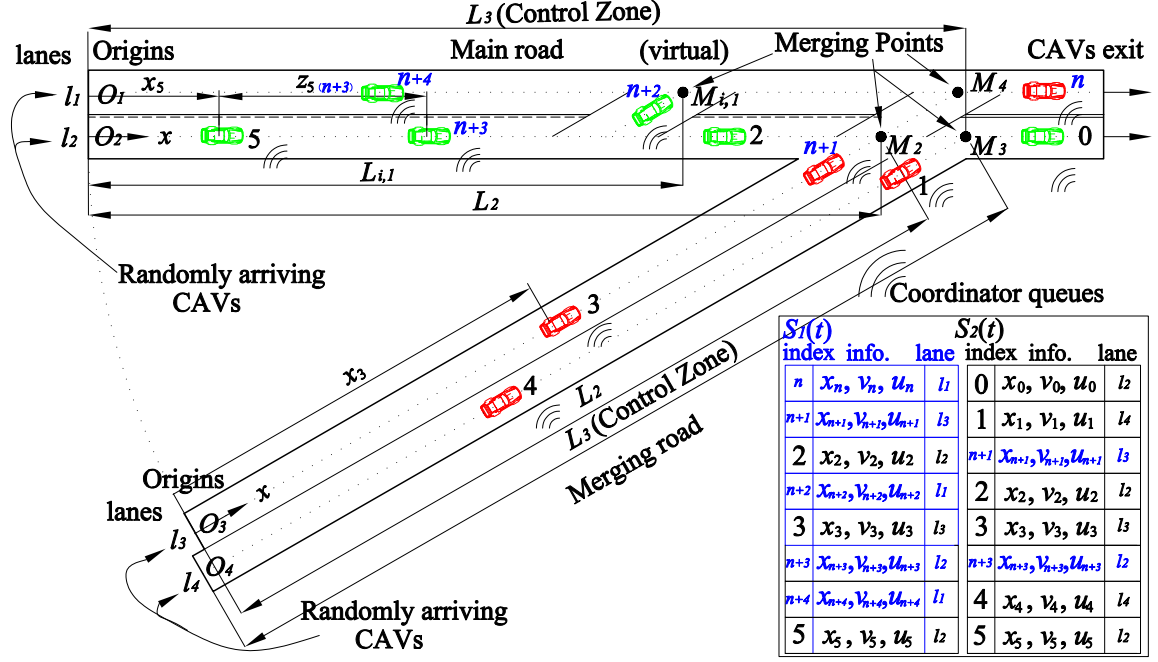 L3 (Control Zone)
lanes Origins Main road (virtual) Merging Points CAVs exit
x5 z5(n+3) n+4 n+2 Mi,1 M4 n
l1 O1
l2 O2 x 5 n+3 2 M2 M3 0
n+1
Li,1 1
L2
Randomly arriving
CAVs
3
x3
4
L2
L3 (Control Zone)
Merging road
Origins
lanes
x
O3
l3
O4
l4
Randomly arriving
CAVs
Coordinator queues
S1(t) S2(t)
index info. lane index info. lane
n xn, vn, un l1 0 x0, v0, u0 l2
n+1 xn+1,vn+1,un+1 l3 1 x1, v1, u1 l4
2 x2, v2, u2 l2 n+1 xn+1,vn+1,un+1 l3
n+2 xn+2,vn+2,un+2 l1 2 x2, v2, u2 l2
3 x3, v3, u3 l3 3 x3, v3, u3 l3
n+3 xn+3,vn+3,un+3 l2 n+3 xn+3,vn+3,un+3 l2
n+4 xn+4,vn+4,un+4 l1 4 x4, v4, u4 l4
5 x5, v5, u5 l2 5 x5, v5, u5 l2